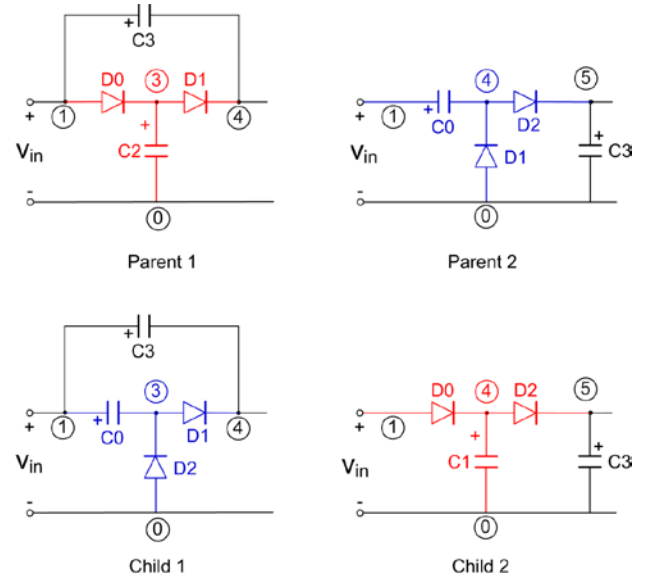 + C3
D0 3 D1
+ 1 + 4
Vin C2
-
0
Parent 1
4 5
+ 1 + C0 D2 +
Vin D1 C3
-
0
Parent 2
+ C3
3
+ 1 + C0 D1 4
Vin D2
-
0
Child 1
D0 4 D2 5
+ 1 + +
Vin C1 C3
-
0
Child 2